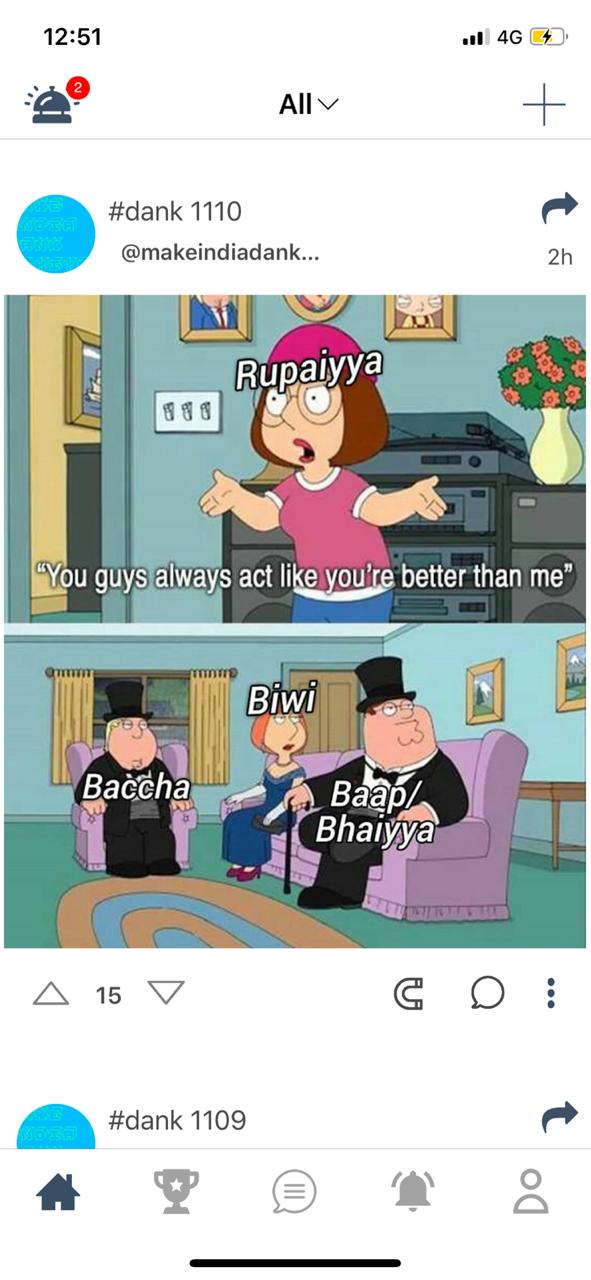 12:51
4G
2
All
#dank 1110
@makeindiadank...
2h
Rupaiyya
“You guys always act like you're better than me”
Biwi
Baccha
Baap/
Bhaiyya
15
#dank 1109